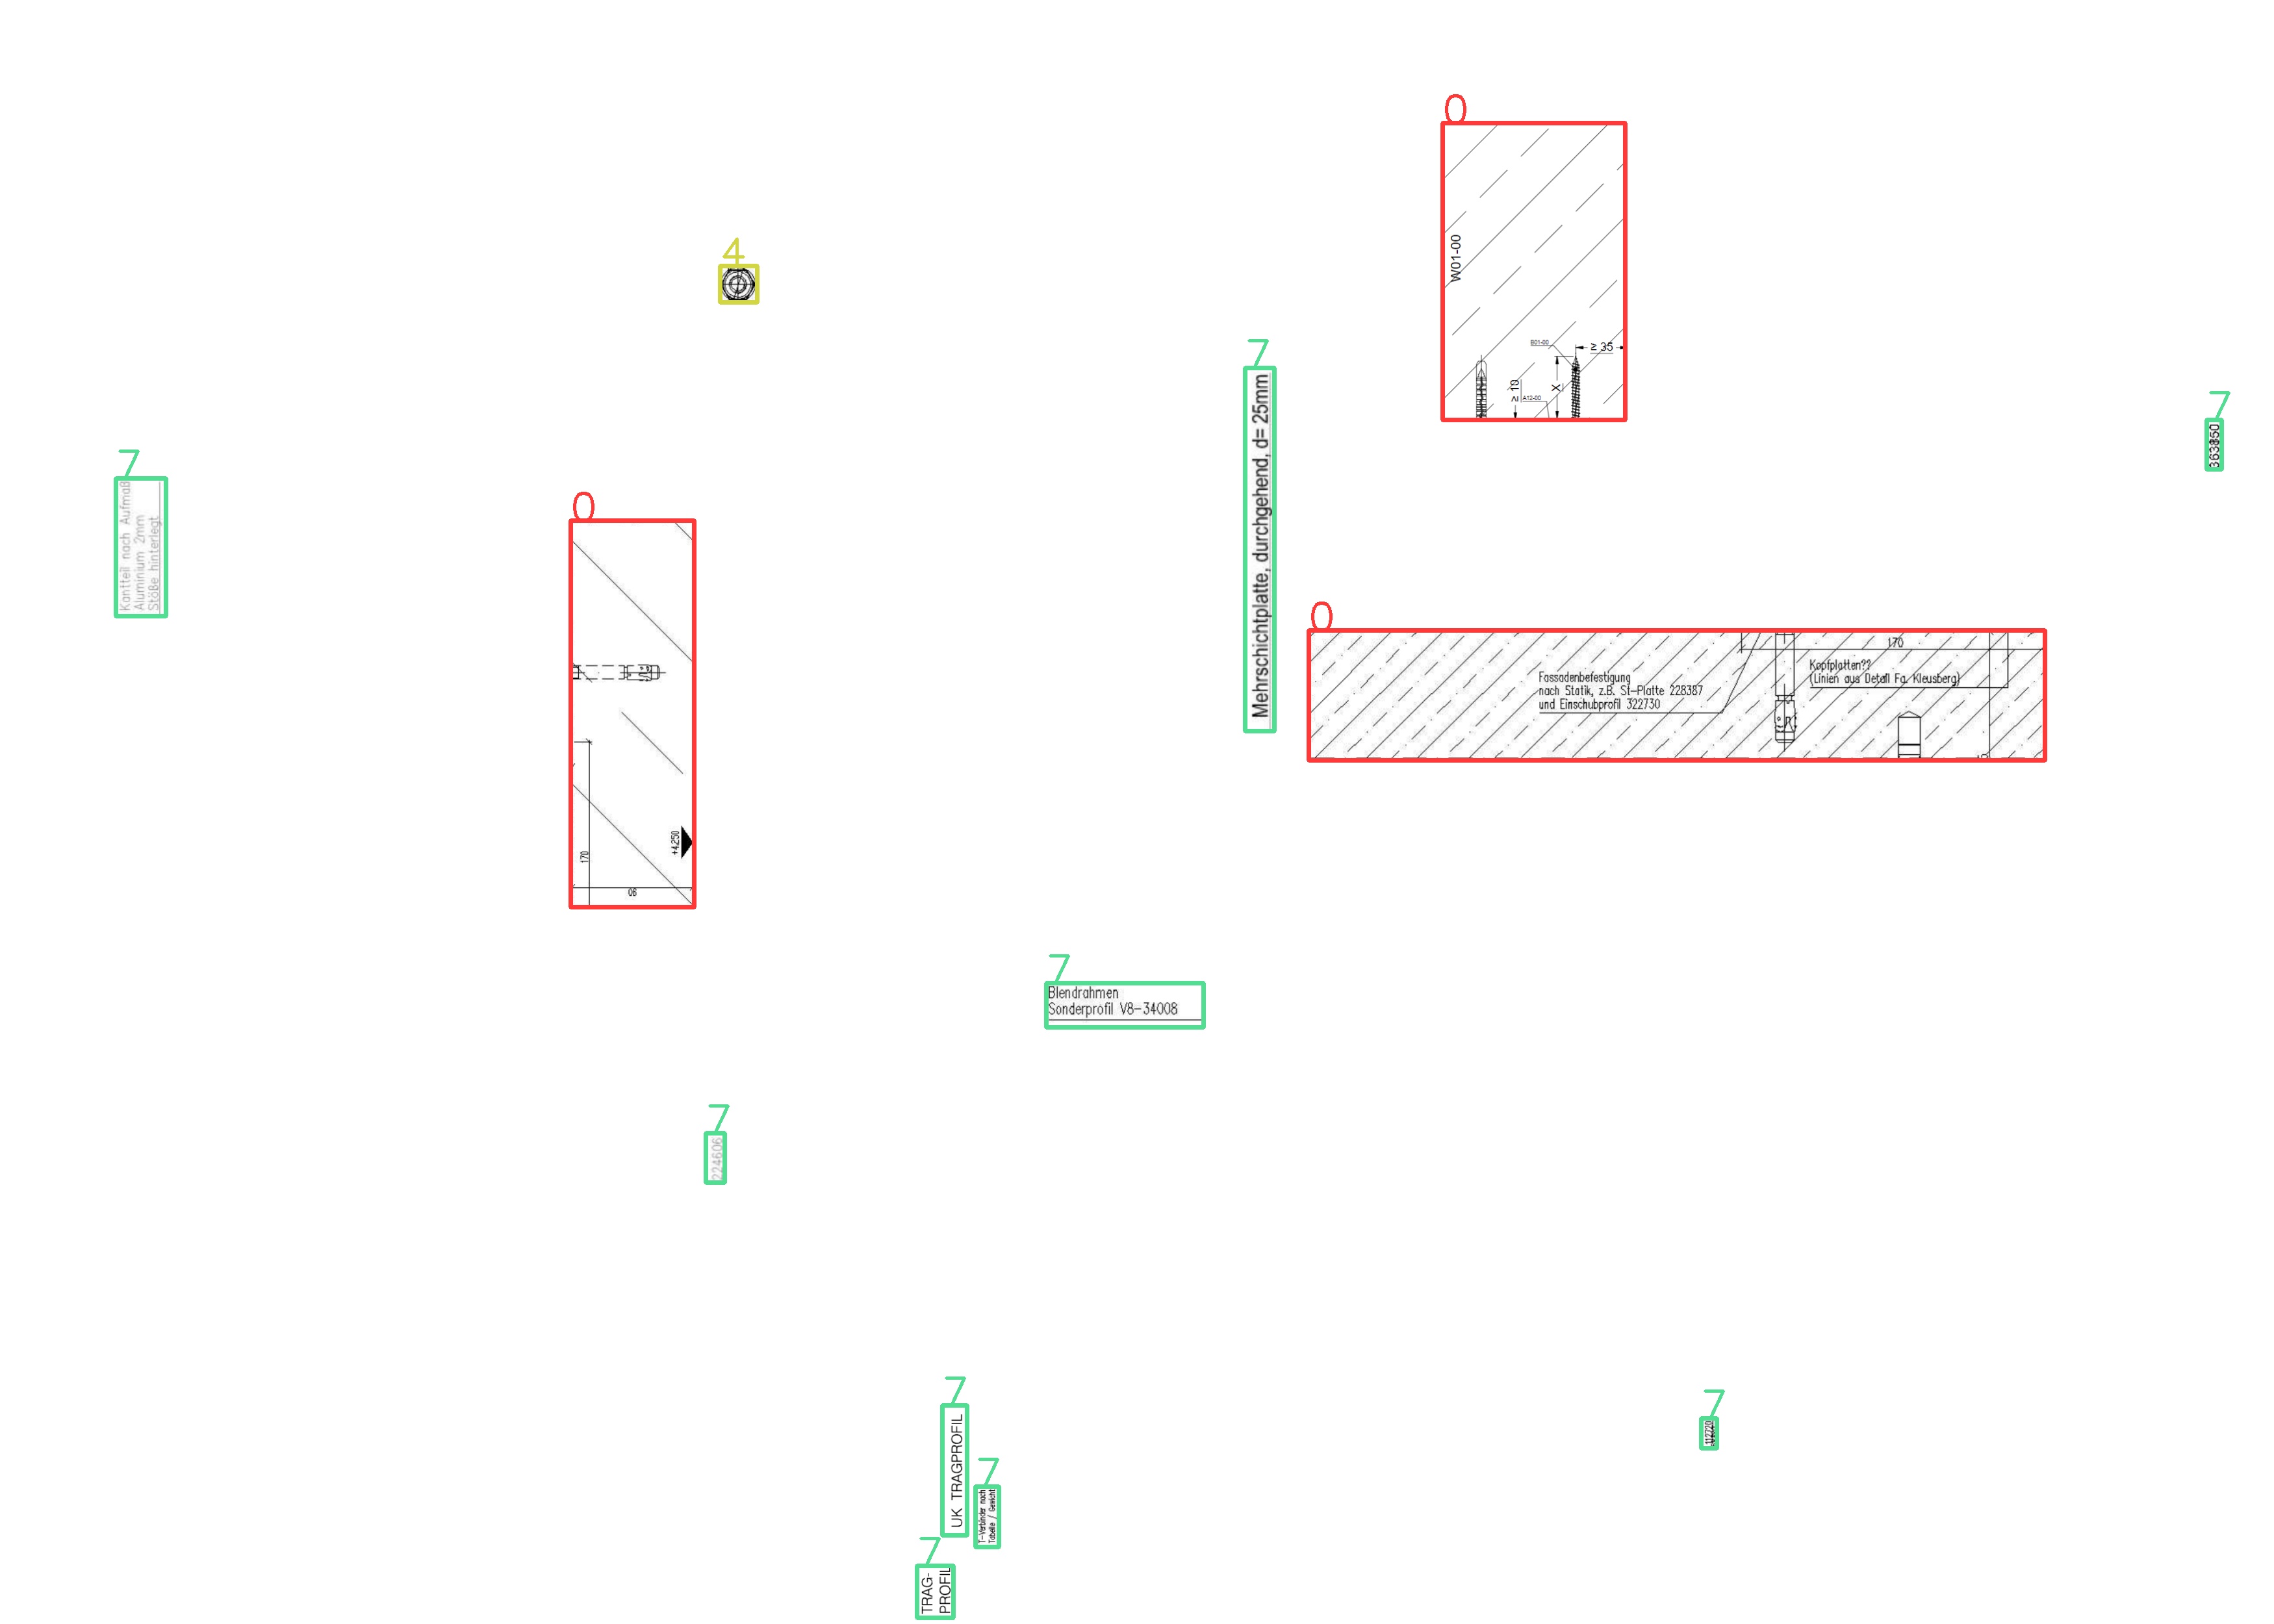 0
W01-00
B01-00
≥ 35
≥ 10
A12-00
X
4
7
Mehrschichtplatte, durchgehend, d= 25mm
7
7
Kantteil nach Aufmaß
Aluminium 2mm
Stöße hinterlegt
0
170
+4,250
90
0
170
Kopfplatten??
(Linien aus Detail Fa. Kleusberg)
Fassadenbefestigung
nach Statik, z.B. St-Platte 228387
und Einschubprofil 322730
7
Blendrahmen
Sonderprofil V8-34008
7
224606
7
UK TRAGPROFIL
7
T-Verbinder nach
Tabelle / Gewicht
7
TRAG-
PROFIL
7
112720